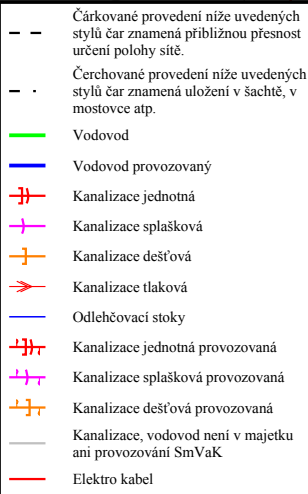 Čárkované provedení níže uvedených
stylů čar znamená přibližnou přesnost
určení polohy sítě.
Čerchované provedení níže uvedených
stylů čar znamená uložení v šachtě, v
mostovce atp.
Vodovod
Vodovod provozovaný
Kanalizace jednotná
Kanalizace splašková
Kanalizace dešťová
Kanalizace tlaková
Odlehčovací stoky
Kanalizace jednotná provozovaná
Kanalizace splašková provozovaná
Kanalizace dešťová provozovaná
Kanalizace, vodovod není v majetku
ani provozování SmVaK
Elektro kabel